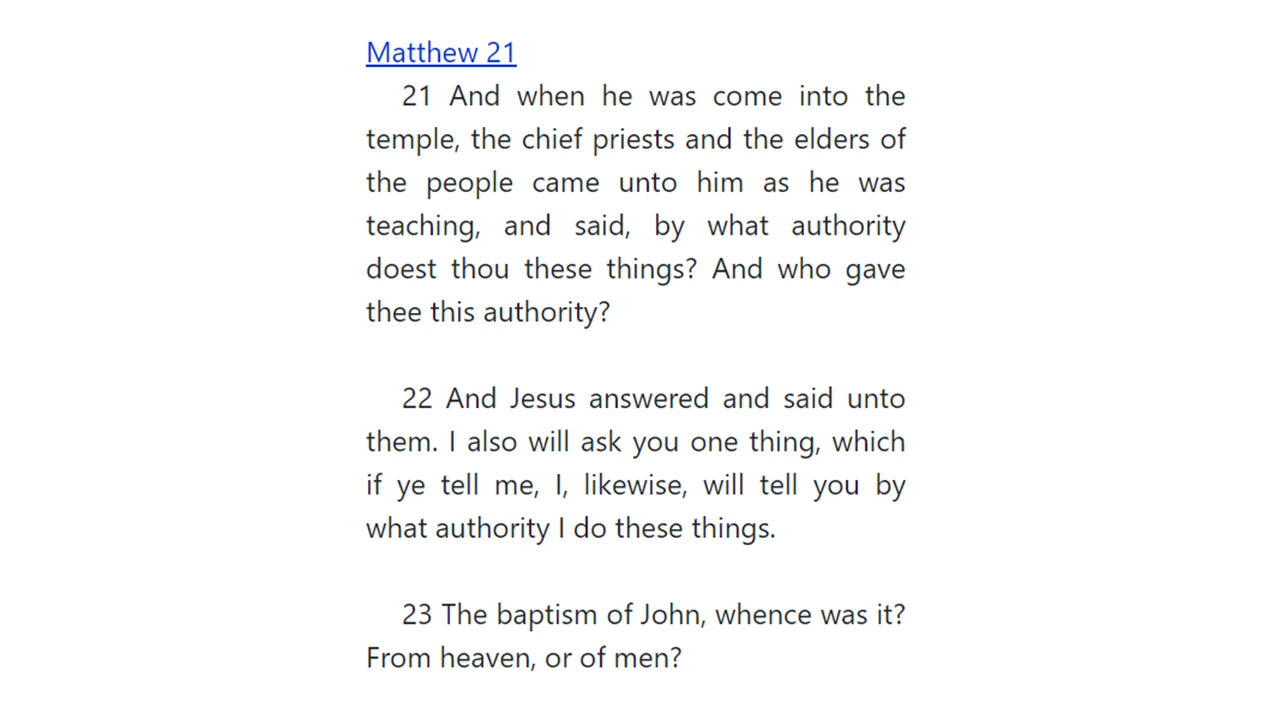 Matthew 21
21 And when he was come into the
temple, the chief priests and the elders of
the people came unto him as he was
teaching, and said, by what authority
doest thou these things? And who gave
thee this authority?
22 And Jesus answered and said unto
them. I also will ask you one thing, which
if ye tell me, I, likewise, will tell you by
what authority I do these things.
23 The baptism of John, whence was it?
From heaven, or of men?